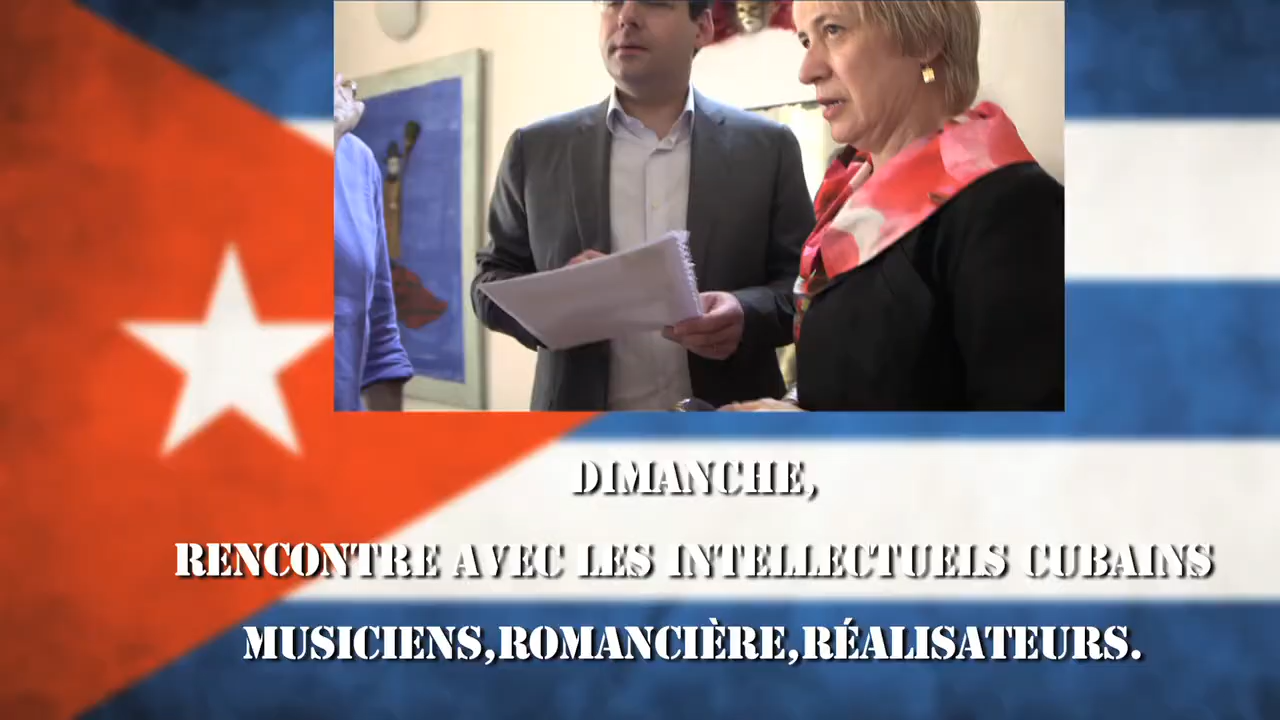 DIMANCHE,
RENCONTRE AVEC LES INTELLECTUELS CUBAINS
MUSICIENS,ROMANCIÈRE,RÉALISATEURS.